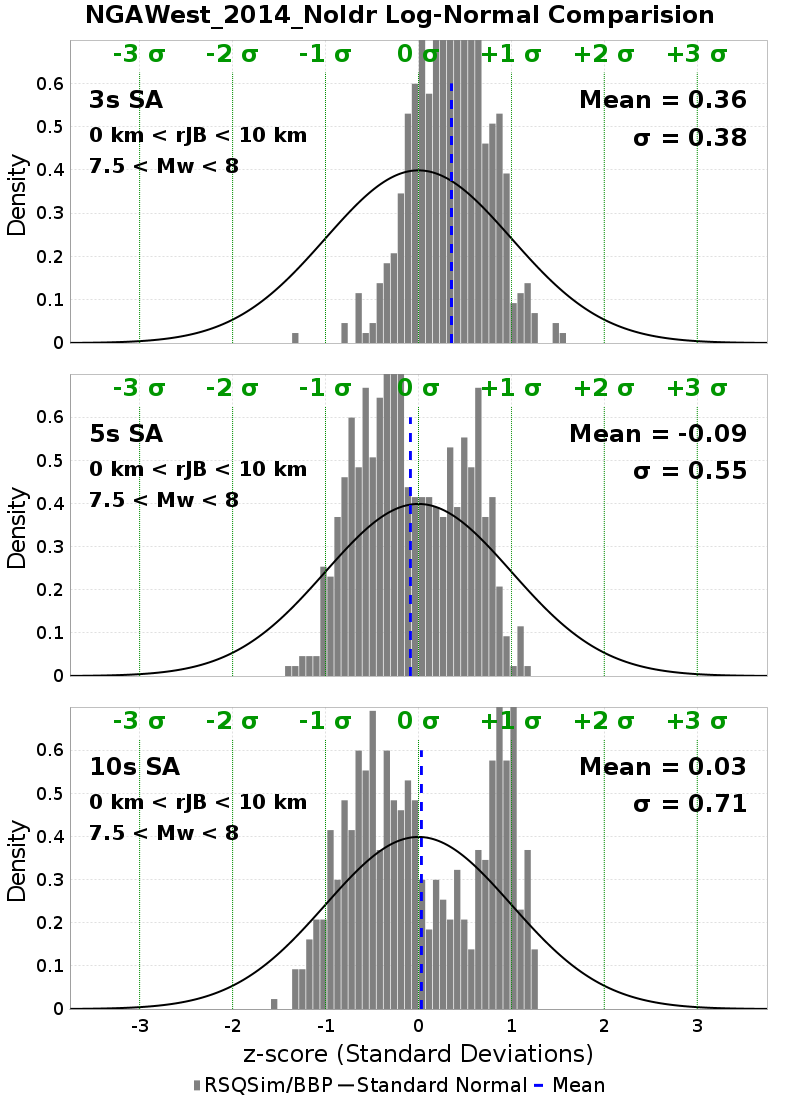 NGAWest_2014_NoIdr Log-Normal Comparision
-3 σ -2 σ -1 σ 0 σ +1 σ +2 σ +3 σ
0.6
3s SA Mean = 0.36
0.5
0 km < rJB < 10 km σ = 0.38
0.4
7.5 < Mw < 8
Density
0.3
0.2
0.1
0
-3 σ -2 σ -1 σ 0 σ +1 σ +2 σ +3 σ
0.6
5s SA Mean = -0.09
0.5
0 km < rJB < 10 km σ = 0.55
0.4
7.5 < Mw < 8
Density
0.3
0.2
0.1
0
-3 σ -2 σ -1 σ 0 σ +1 σ +2 σ +3 σ
0.6
10s SA Mean = 0.03
0.5
0 km < rJB < 10 km σ = 0.71
0.4
7.5 < Mw < 8
Density
0.3
0.2
0.1
0
-3 -2 -1 0 1 2 3
z-score (Standard Deviations)
RSQSim/BBP Standard Normal Mean